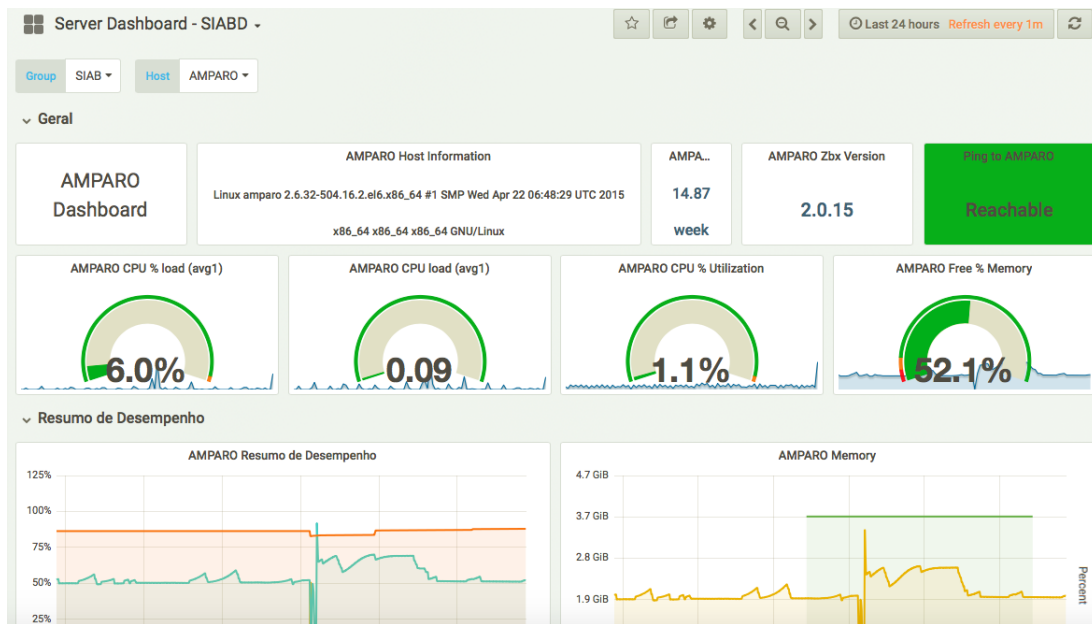 Server Dashboard - SIABD
Last 24 hours Refresh every 1m
Group SIAB Host AMPARO
Geral
AMPARO
Dashboard
AMPARO Host Information
Linux amparo 2.6.32-504.16.2.el6.x86_64 #1 SMP Wed Apr 22 06:48:29 UTC 2015
x86_64 x86_64 x86_64 GNU/Linux
AMPA...
14.87
week
AMPARO Zbx Version
2.0.15
Ping to AMPARO
Reachable
AMPARO CPU % load (avg1)
6.0%
AMPARO CPU load (avg1)
0.09
AMPARO CPU % Utilization
1.1%
AMPARO Free % Memory
52.1%
Resumo de Desempenho
AMPARO Resumo de Desempenho
125%
100%
75%
50%
25%
AMPARO Memory
4.7 GiB
3.7 GiB
2.8 GiB
1.9 GiB
Percent